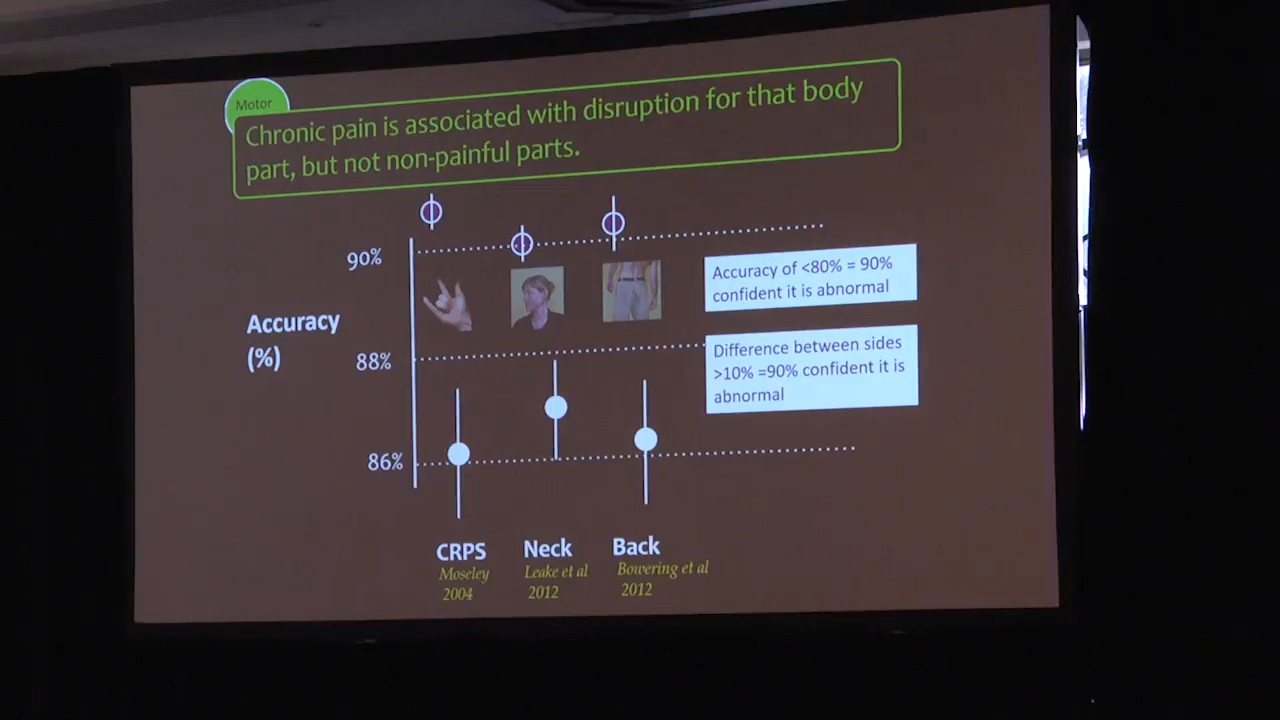 Motor
Chronic pain is associated with disruption for that body
part, but not non-painful parts.
90%
Accuracy
(%)
88%
86%
Accuracy of <80% = 90%
confident it is abnormal
Difference between sides
>10% =90% confident it is
abnormal
CRPS
Moseley
2004
Neck
Leake et al
2012
Back
Bowering et al
2012